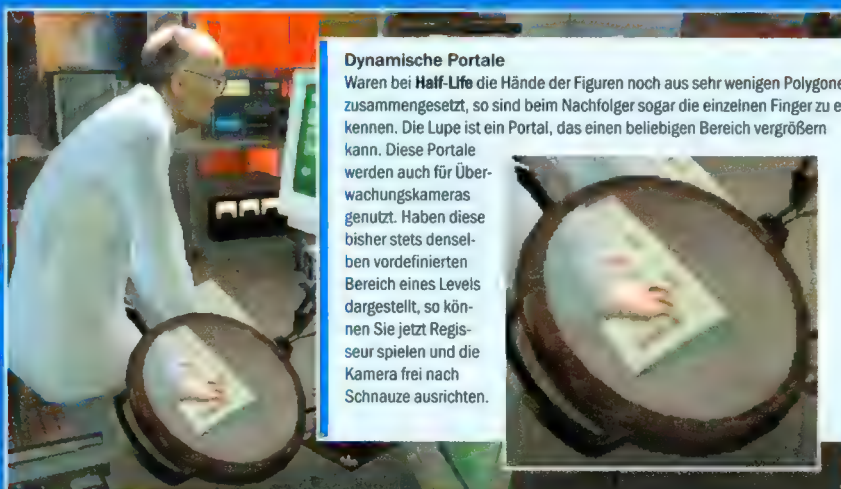 Dynamische Portale
Waren bei Half-Life die Hände der Figuren noch aus sehr wenigen Polygone
zusammengesetzt, so sind beim Nachfolger sogar die einzelnen Finger zu e
kennen. Die Lupe ist ein Portal, das einen beliebigen Bereich vergrößern
kann. Diese Portale
werden auch für Über-
wachungskameras
genutzt. Haben diese
bisher stets densel-
ben vordefinierten
Bereich eines Levels
dargestellt, so kön-
nen Sie jetzt Regis-
seur spielen und die
Kamera frei nach
Schnauze ausrichten.